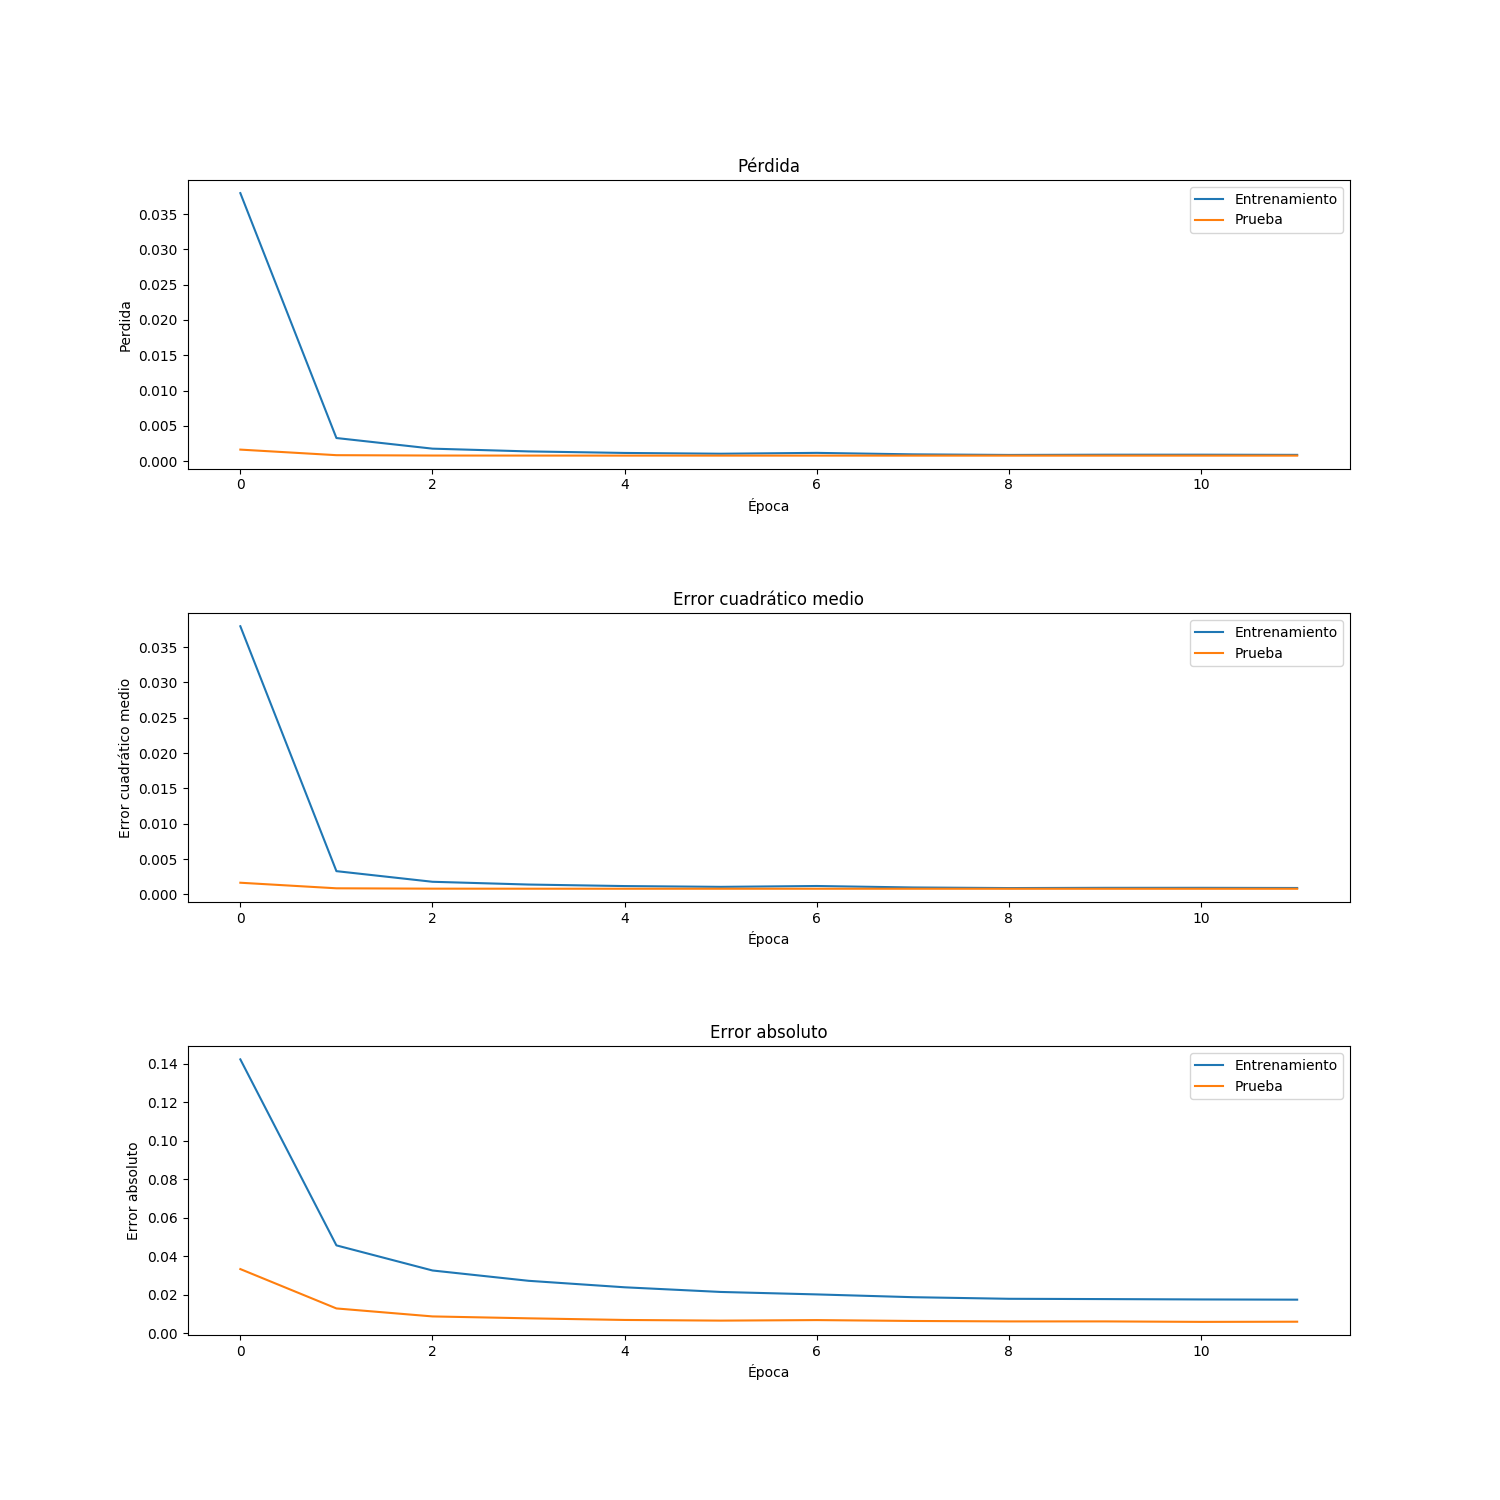 Pérdida
Entrenamiento
Prueba
0.035
0.030
0.025
0.020
0.015
0.010
0.005
0.000
Perdida
0 2 4 6 8 10
Época
Error cuadrático medio
Entrenamiento
Prueba
0.035
0.030
0.025
0.020
0.015
0.010
0.005
0.000
Error cuadrático medio
0 2 4 6 8 10
Época
Error absoluto
Entrenamiento
Prueba
0.14
0.12
0.10
0.08
0.06
0.04
0.02
0.00
Error absoluto
0 2 4 6 8 10
Época